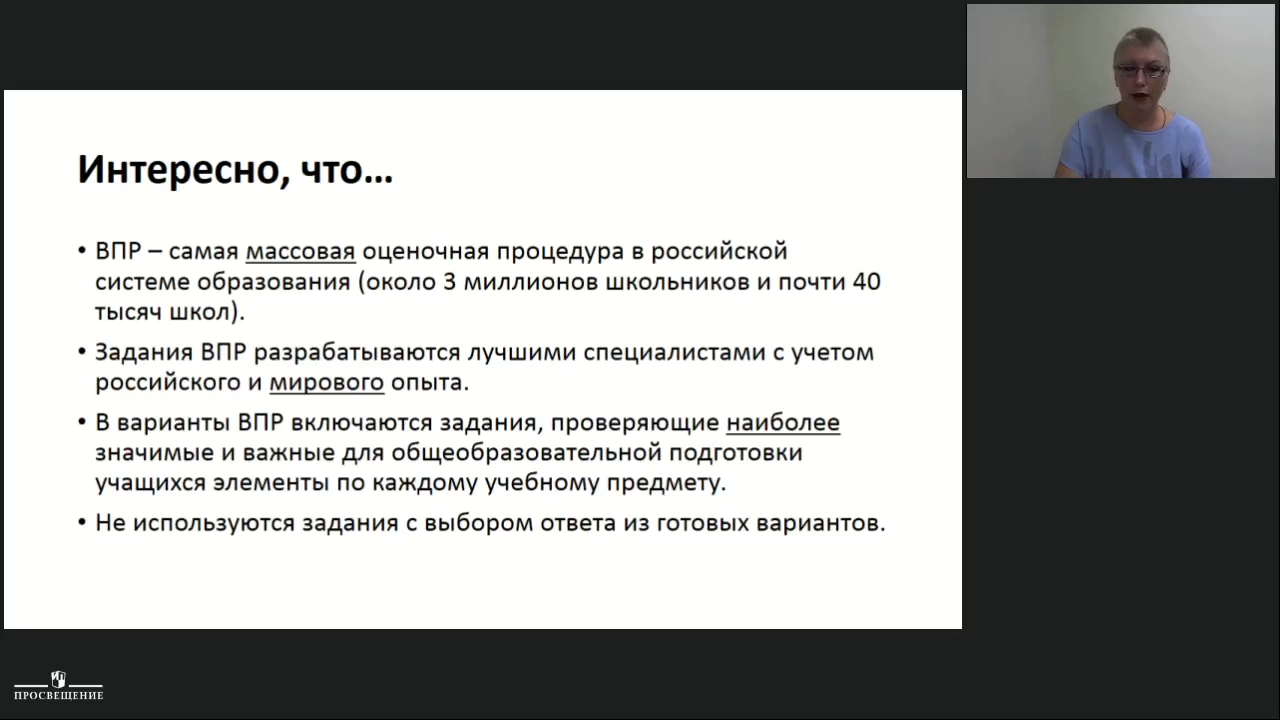 Интересно, что…
• ВПР – самая массовая оценочная процедура в российской
системе образования (около 3 миллионов школьников и почти 40
тысяч школ).
• Задания ВПР разрабатываются лучшими специалистами с учетом
российского и мирового опыта.
• В варианты ВПР включаются задания, проверяющие наиболее
значимые и важные для общеобразовательной подготовки
учащихся элементы по каждому учебному предмету.
• Не используются задания с выбором ответа из готовых вариантов.
ПРОСВЕЩЕНИЕ